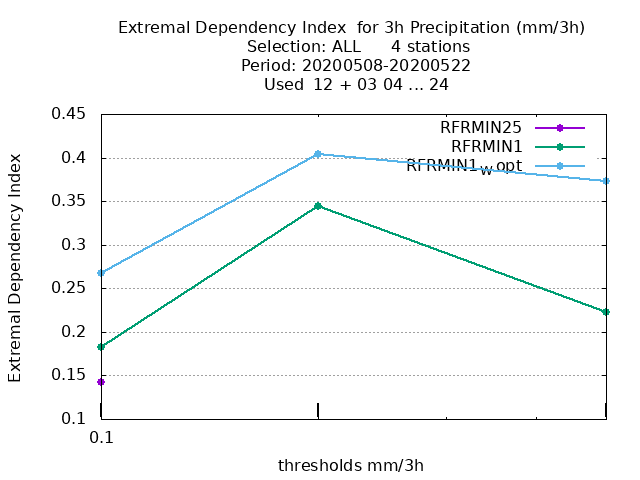 Extremal Dependency Index  for 3h Precipitation (mm/3h)
Selection: ALL      4 stations
Period: 20200508-20200522
Used  12 + 03 04 ... 24
RFRMIN25
RFRMIN1
RFRMIN1wopt
Extremal Dependency Index
0.45
0.4
0.35
0.3
0.25
0.2
0.15
0.1
0.1
thresholds mm/3h